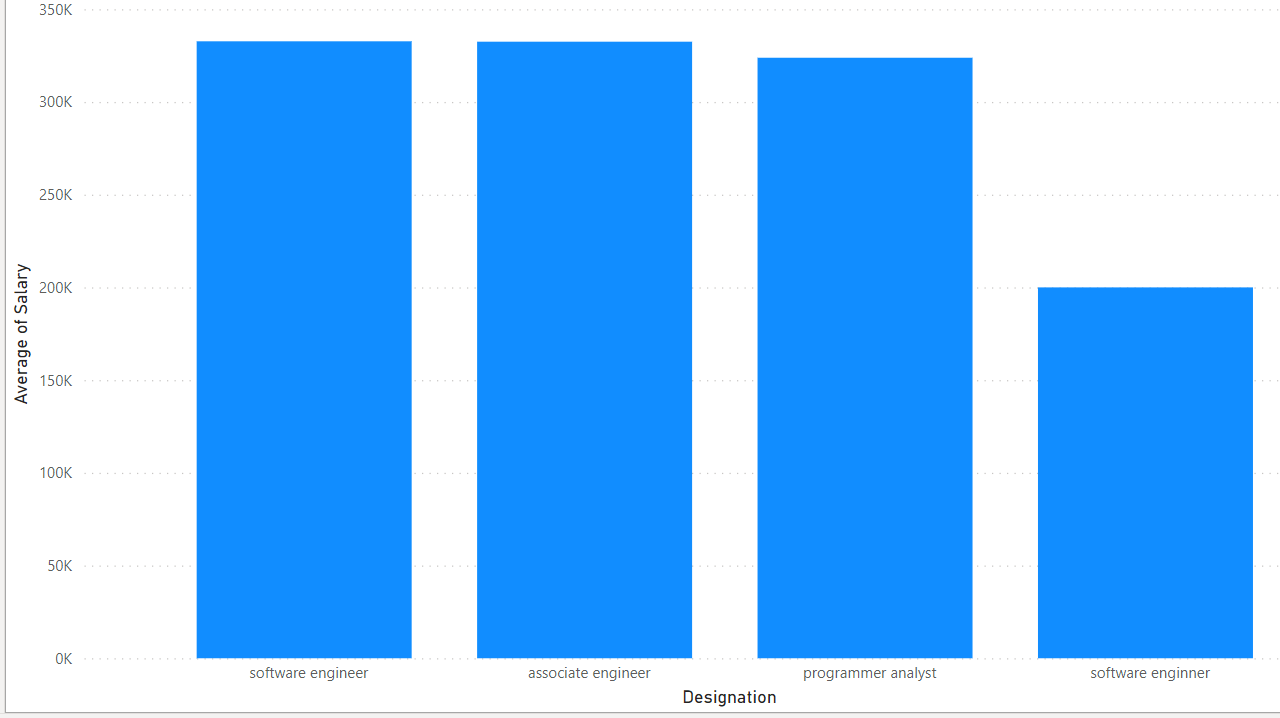 350K
300K
250K
200K
150K
100K
50K
0K
Average of Salary
software engineer
associate engineer
programmer analyst
software enginner
Designation